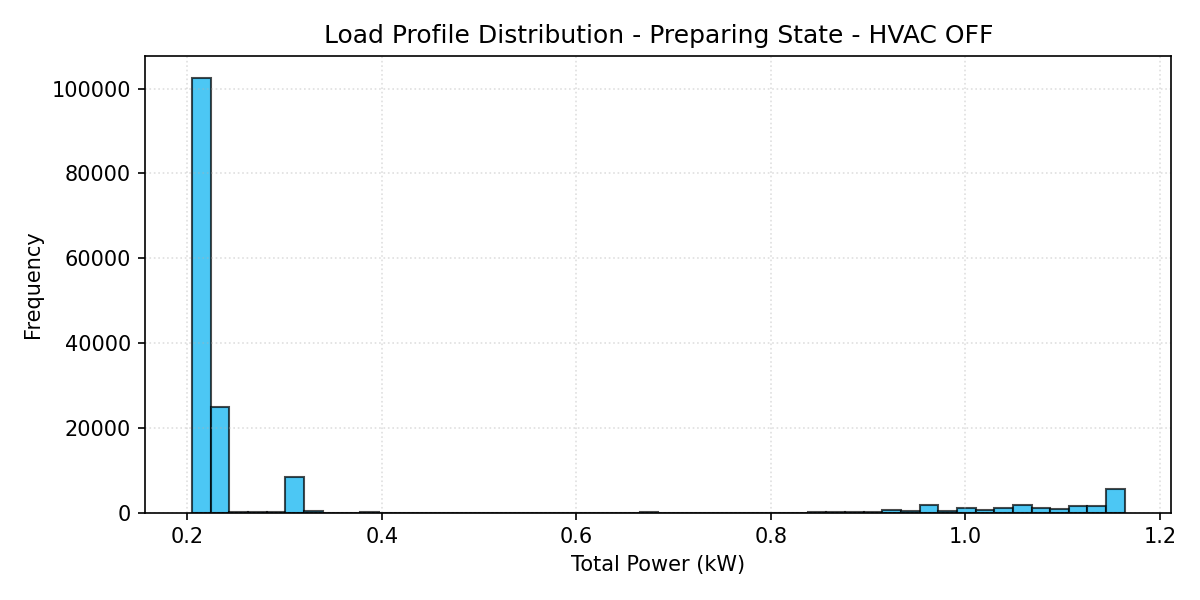 Load Profile Distribution - Preparing State - HVAC OFF
100000
80000
60000
40000
20000
0
Frequency
0.2 0.4 0.6 0.8 1.0 1.2
Total Power (kW)